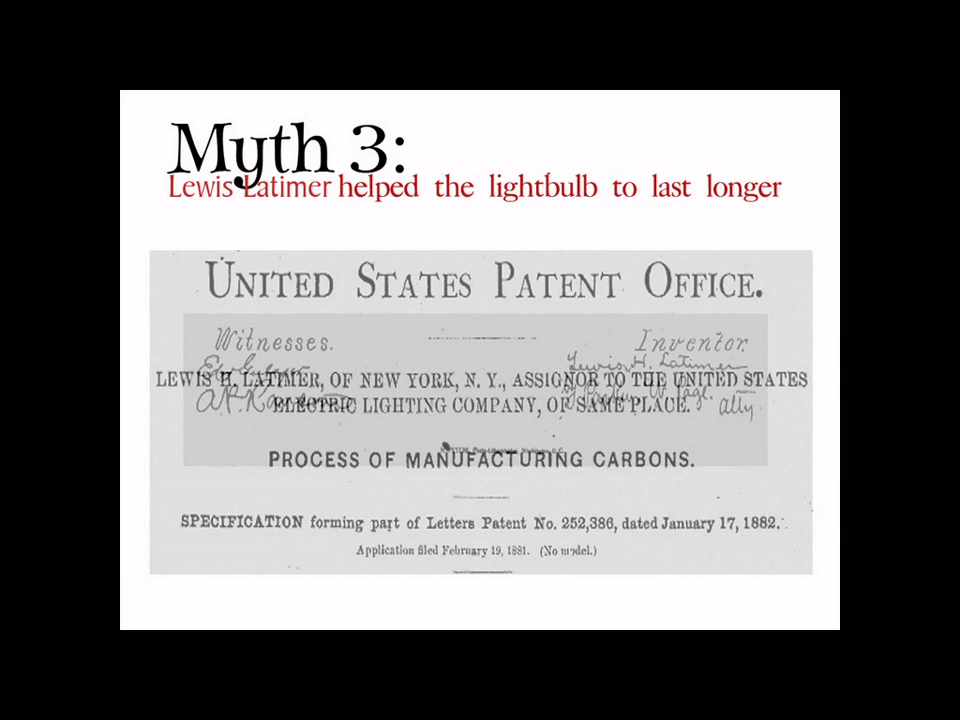 Myth 3:
Lewis Latimer helped the lightbulb to last longer
UNITED STATES PATENT OFFICE.
Witnesses.
Inventor.
Lewis H. Latimer
LEWIS H. LATIMER, OF NEW YORK, N. Y., ASSIGNOR TO THE UNITED STATES
ELECTRIC LIGHTING COMPANY, OF SAME PLACE.
atty
PROCESS OF MANUFACTURING CARBONS.
SPECIFICATION forming part of Letters Patent No. 252,386, dated January 17, 1882.
Application filed February 19, 1881. (No model.)